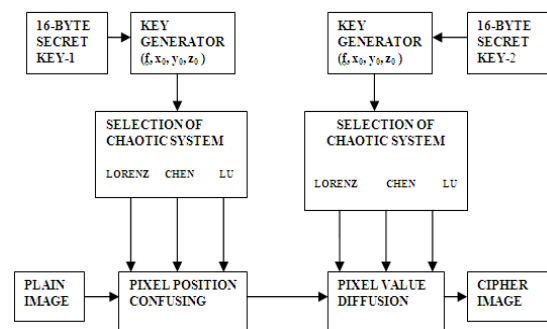 16-BYTE
SECRET
KEY-1
KEY
GENERATOR
(f, x₀, y₀, z₀ )
KEY
GENERATOR
(f, x₀, y₀, z₀ )
16-BYTE
SECRET
KEY-2
SELECTION OF
CHAOTIC SYSTEM
LORENZ CHEN LU
SELECTION OF
CHAOTIC SYSTEM
LORENZ CHEN LU
PLAIN
IMAGE
PIXEL POSITION
CONFUSING
PIXEL VALUE
DIFFUSION
CIPHER
IMAGE